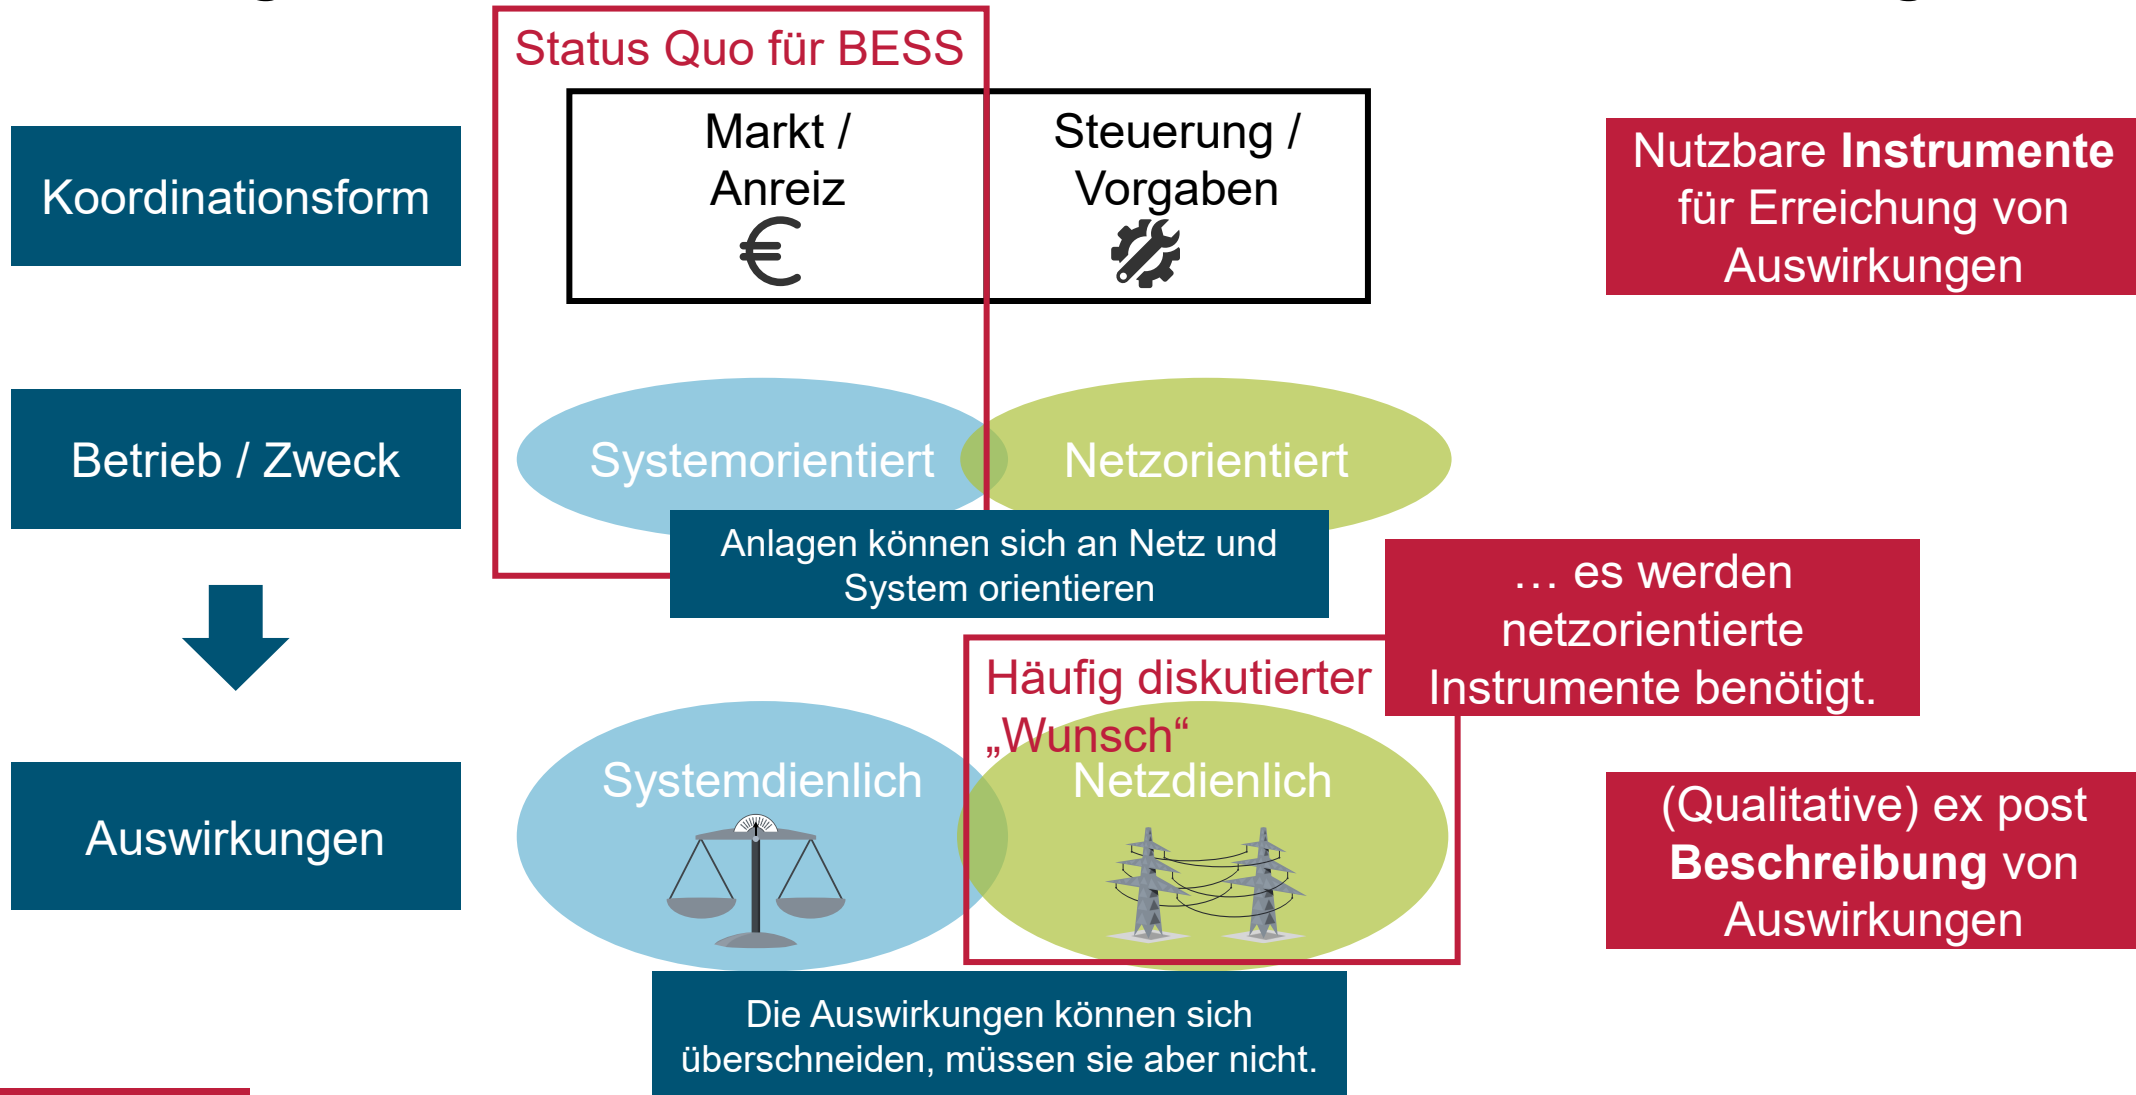 Status Quo für BESS
Koordinationsform
Markt /
Anreiz
Steuerung /
Vorgaben
Nutzbare Instrumente
für Erreichung von
Auswirkungen
Betrieb / Zweck
Systemorientiert
Netzorientiert
Anlagen können sich an Netz und
System orientieren
… es werden
netzorientierte
Instrumente benötigt.
Häufig diskutierter
„Wunsch“
Auswirkungen
Systemdienlich
Netzdienlich
(Qualitative) ex post
Beschreibung von
Auswirkungen
Die Auswirkungen können sich
überschneiden, müssen sie aber nicht.